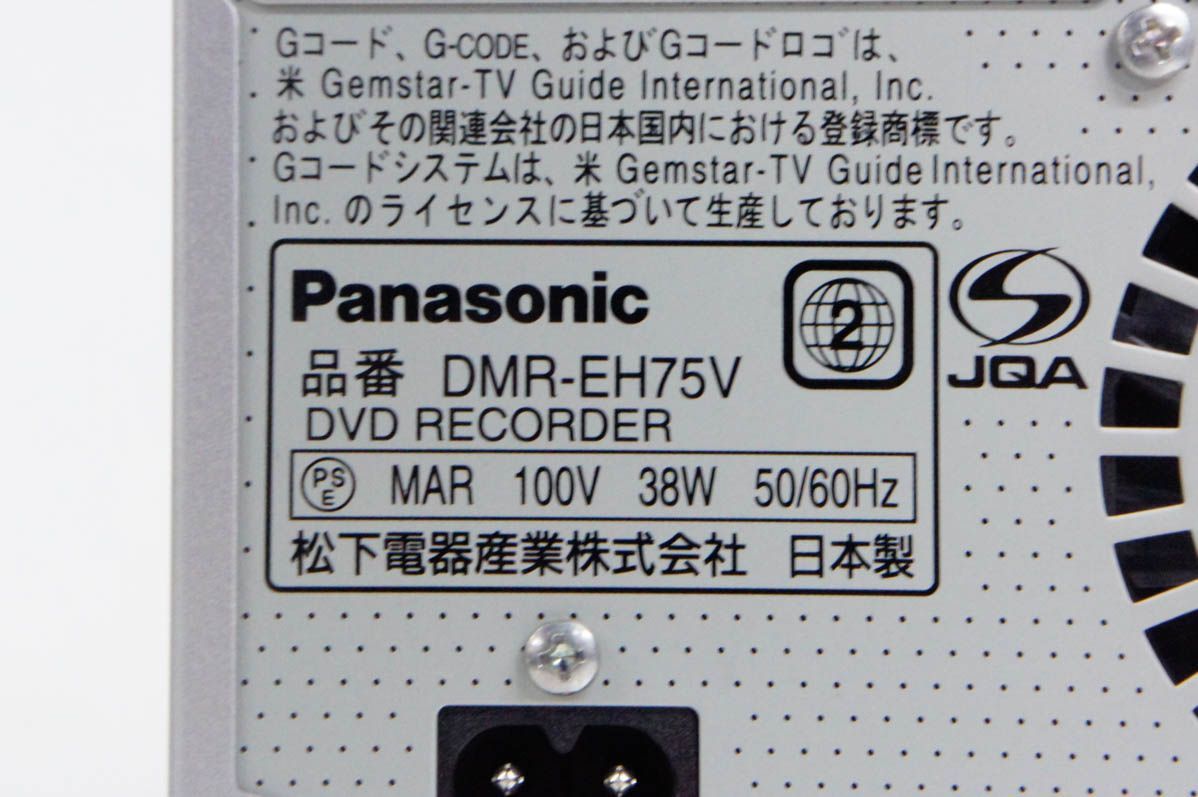 Gコード、G-CODE、およびGコードロゴは、
米 Gemstar-TV Guide International, Inc.
およびその関連会社の日本国内における登録商標です。
Gコードシステムは、米 Gemstar-TV Guide International,
Inc. のライセンスに基づいて生産しております。
Panasonic
2
JQA
品番 DMR-EH75V
DVD RECORDER
PSE MAR 100V 38W 50/60Hz
松下電器産業株式会社 日本製